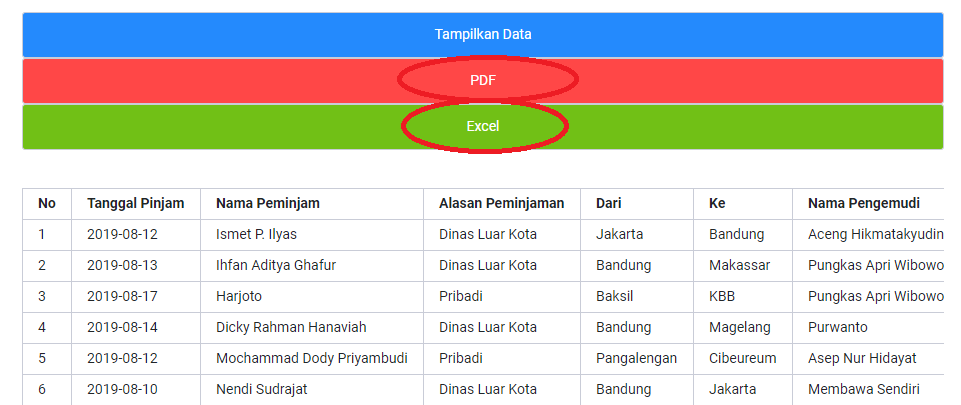 Tampilkan Data
PDF
Excel
No Tanggal Pinjam Nama Peminjam Alasan Peminjaman Dari Ke Nama Pengemudi
1 2019-08-12 Ismet P. Ilyas Dinas Luar Kota Jakarta Bandung Aceng Hikmatakyudin
2 2019-08-13 Ihfan Aditya Ghafur Dinas Luar Kota Bandung Makassar Pungkas Apri Wibowo
3 2019-08-17 Harjoto Pribadi Baksil KBB Pungkas Apri Wibowo
4 2019-08-14 Dicky Rahman Hanaviah Dinas Luar Kota Bandung Magelang Purwanto
5 2019-08-12 Mochammad Dody Priyambudi Pribadi Pangalengan Cibeureum Asep Nur Hidayat
6 2019-08-10 Nendi Sudrajat Dinas Luar Kota Bandung Jakarta Membawa Sendiri